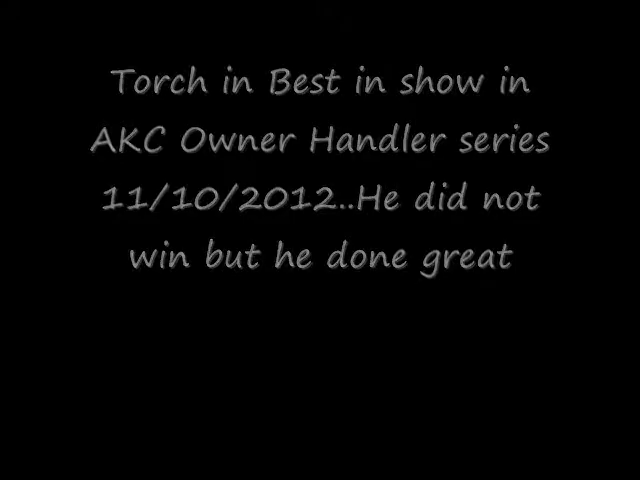 Torch in Best in show in
AKC Owner Handler series
11/10/2012..He did not
win but he done great